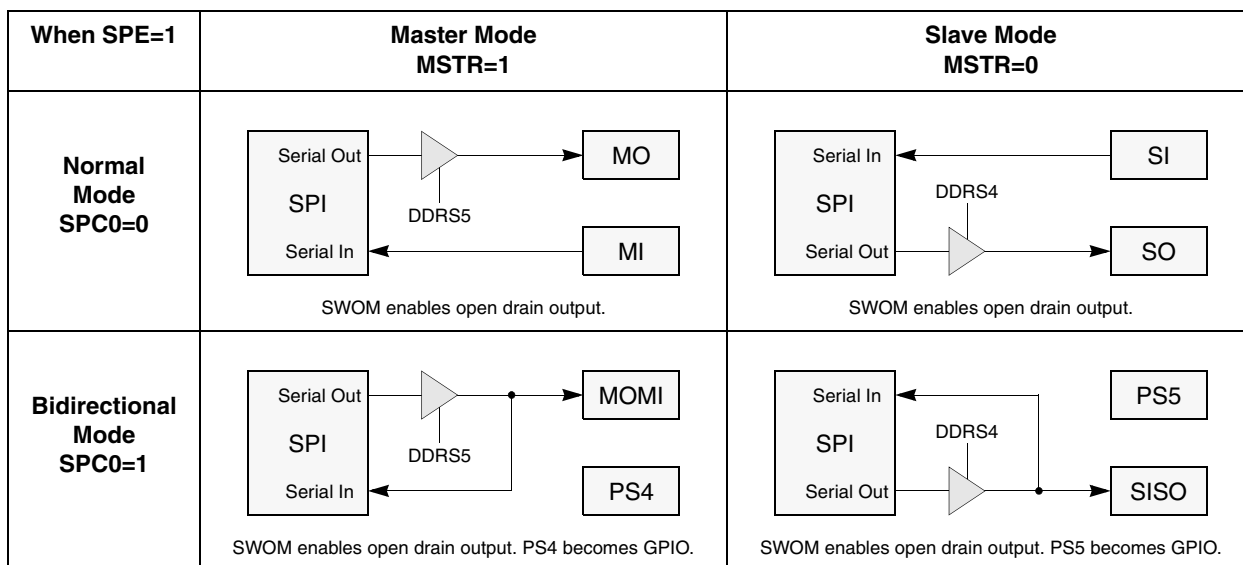 When SPE=1
Master Mode
MSTR=1
Slave Mode
MSTR=0
Normal
Mode
SPC0=0
Serial Out
SPI
Serial In
DDRS5
MO
MI
SWOM enables open drain output.
Serial In
SPI
Serial Out
DDRS4
SI
SO
SWOM enables open drain output.
Bidirectional
Mode
SPC0=1
Serial Out
SPI
Serial In
DDRS5
MOMI
PS4
SWOM enables open drain output. PS4 becomes GPIO.
Serial In
SPI
Serial Out
DDRS4
PS5
SISO
SWOM enables open drain output. PS5 becomes GPIO.